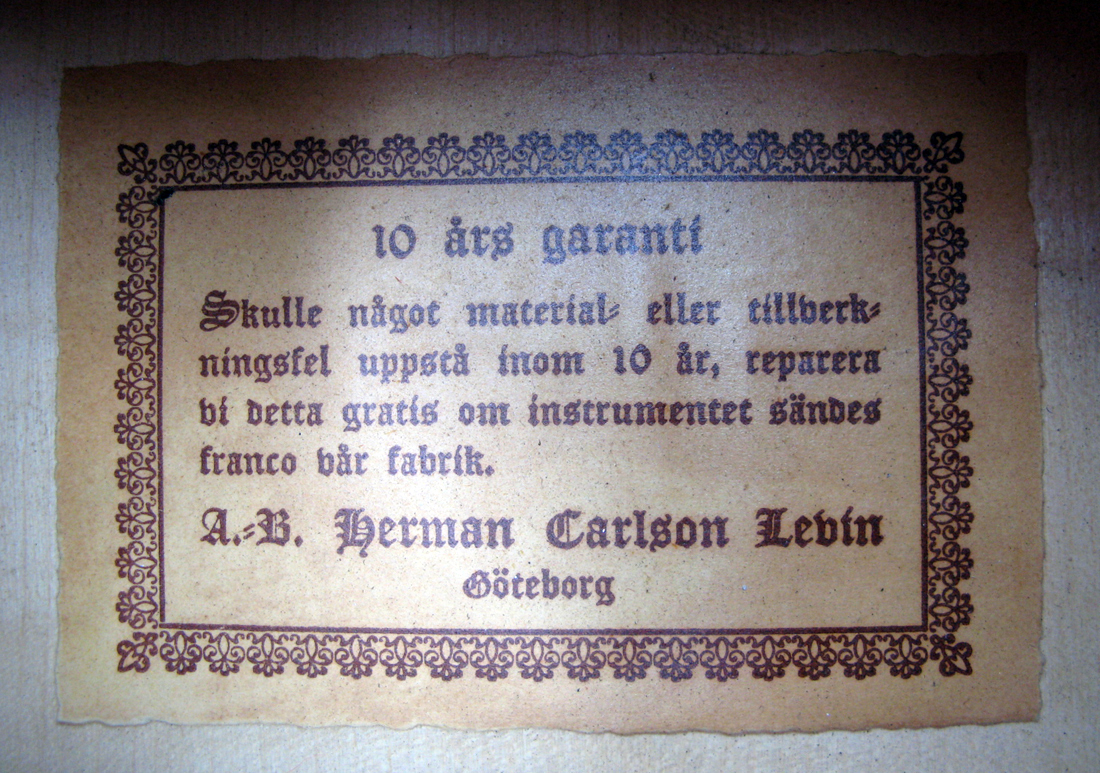 10 års garanti
Skulle något material- eller tillverk-
ningsfel uppstå inom 10 år, reparera
vi detta gratis om instrumentet sändes
franco vår fabrik.
A.-B. Herman Carlson Levin
Göteborg